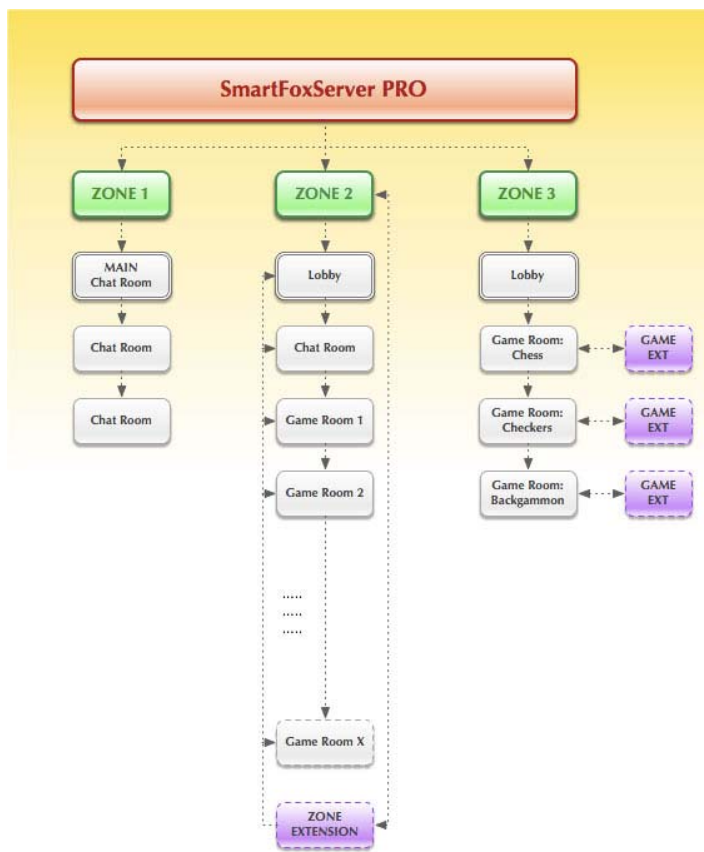 SmartFoxServer PRO
ZONE 1
ZONE 2
ZONE 3
MAIN
Chat Room
Lobby
Lobby
Chat Room
Chat Room
Game Room:
Chess
GAME
EXT
Chat Room
Game Room 1
Game Room:
Checkers
GAME
EXT
Game Room 2
Game Room:
Backgammon
GAME
EXT
.....
.....
.....
Game Room X
ZONE
EXTENSION